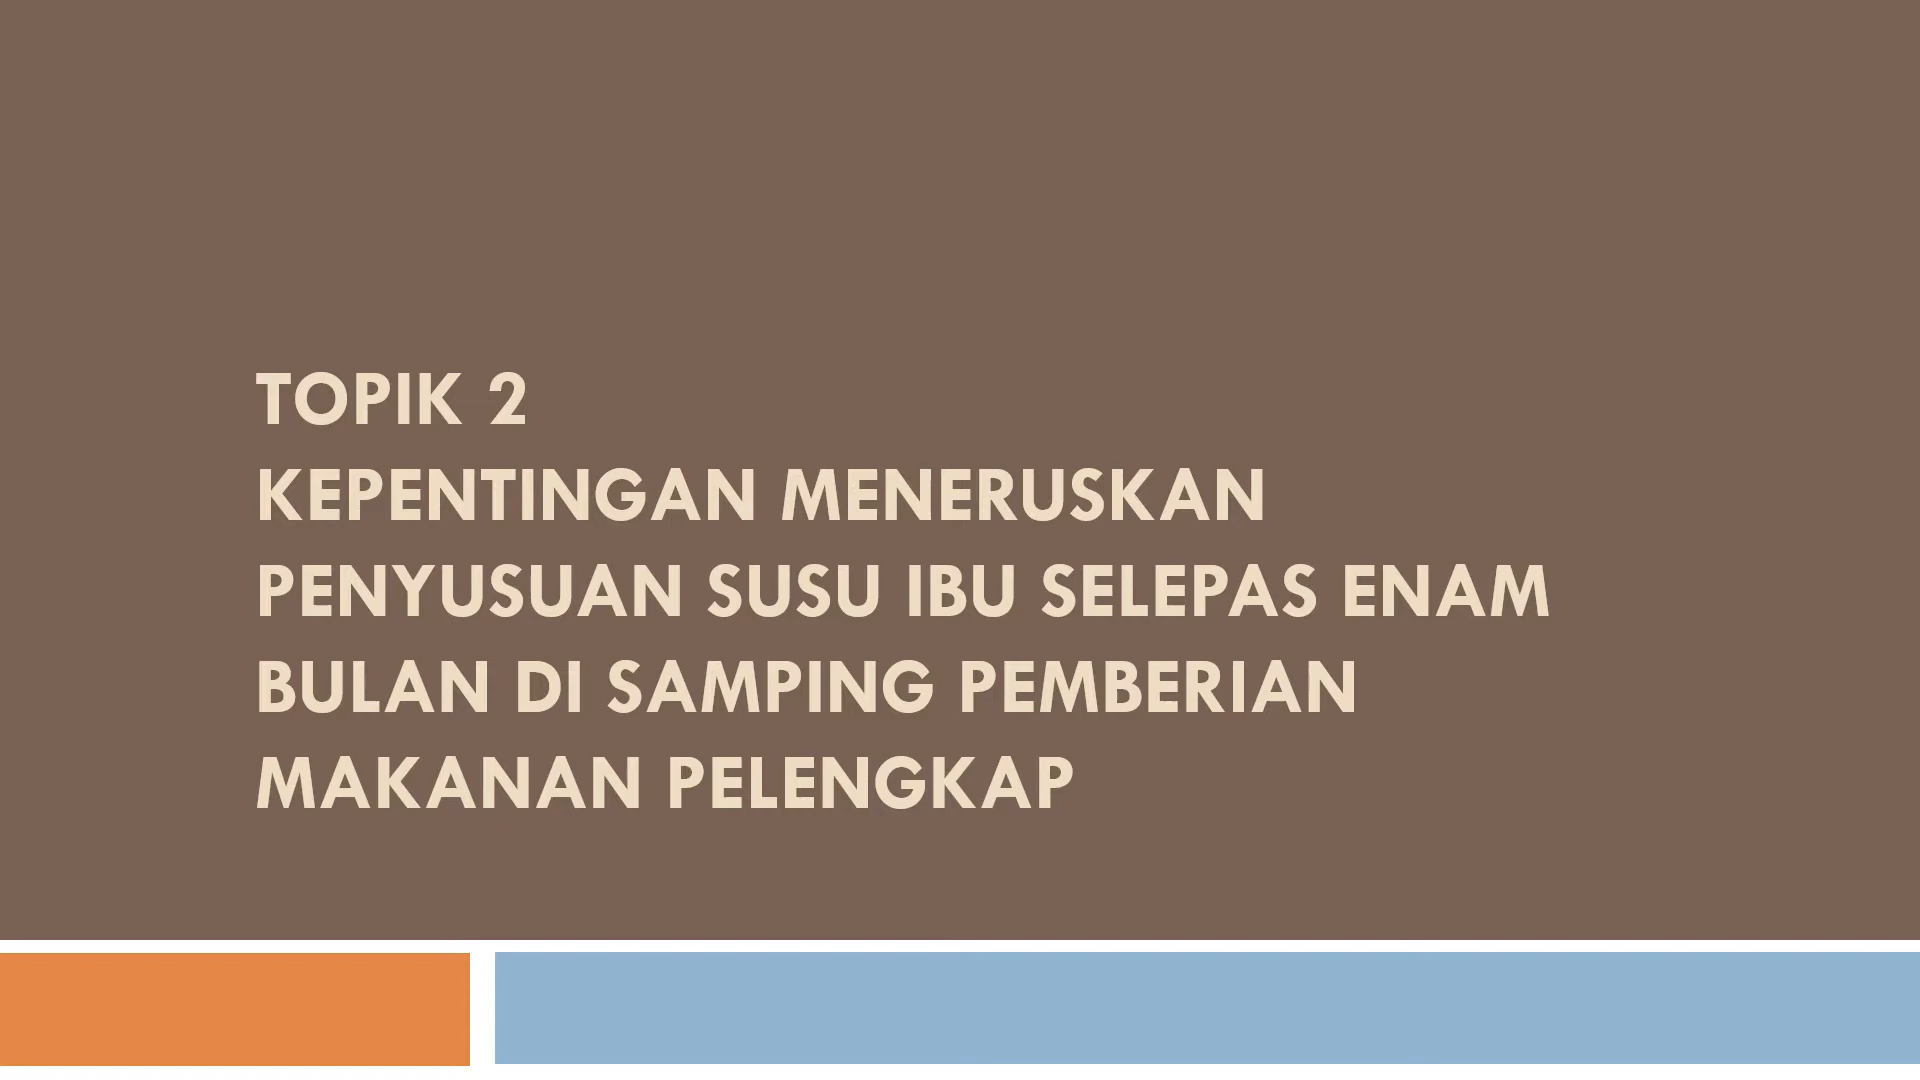 TOPIK 2
KEPENTINGAN MENERUSKAN
PENYUSUAN SUSU IBU SELEPAS ENAM
BULAN DI SAMPING PEMBERIAN
MAKANAN PELENGKAP